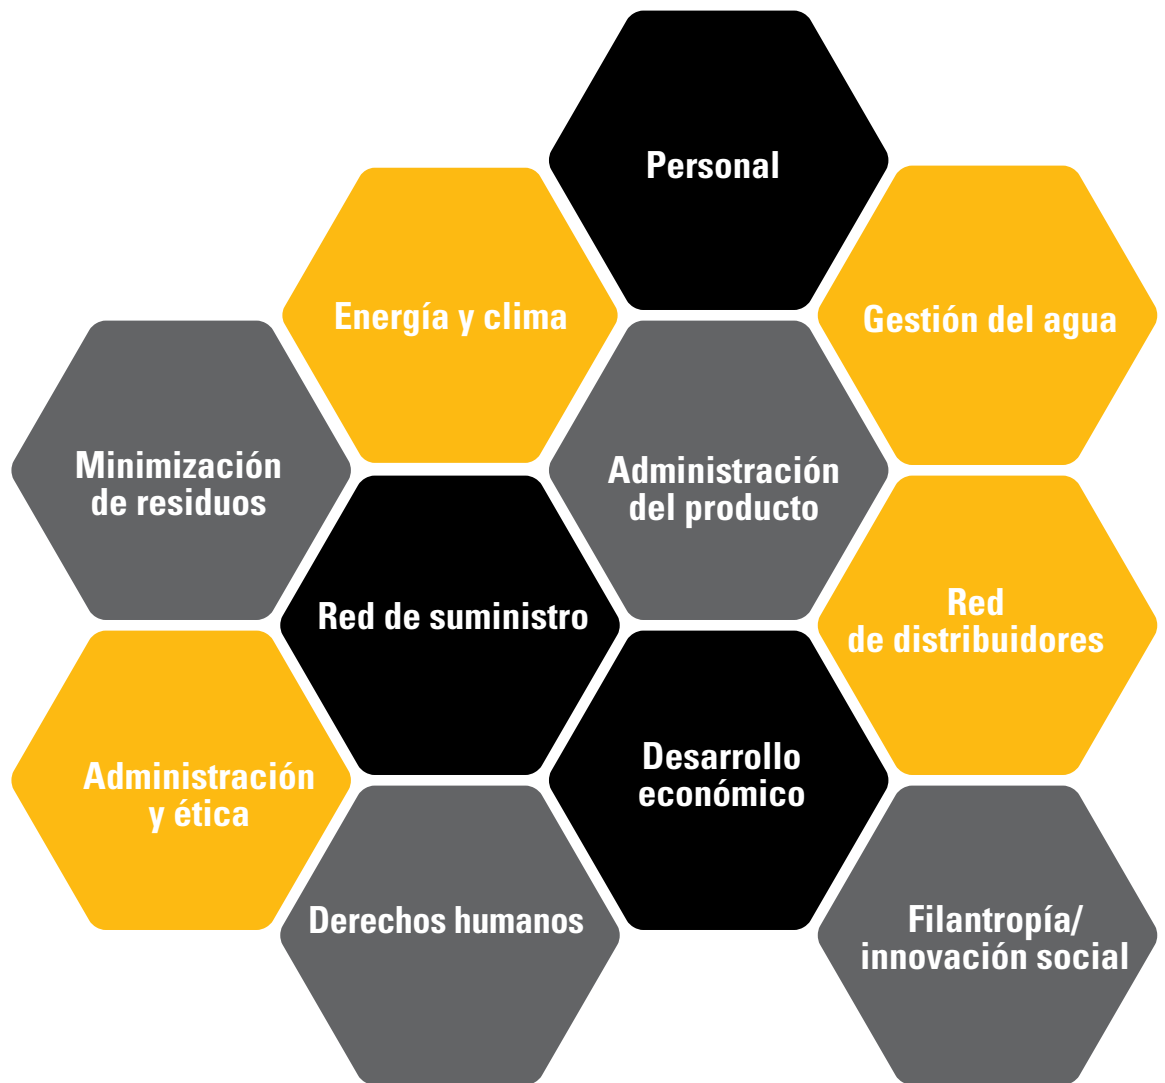 Personal
Energía y clima
Gestión del agua
Minimización
de residuos
Administración
del producto
Red de suministro
Red
de distribuidores
Administración
y ética
Desarrollo
económico
Derechos humanos
Filantropía/
innovación social